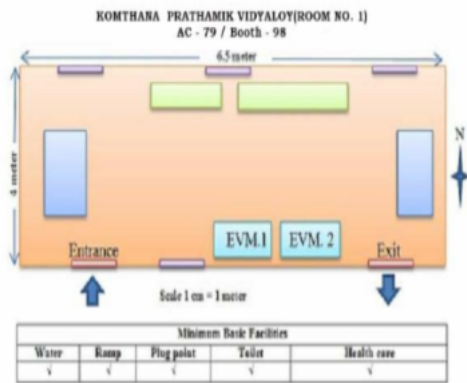 KOMTHANA PRATHAMIK VIDYALOY(ROOM NO. 1)
AC - 79 / Booth - 98
6.5 meter
4 meter
N
EVM.1 EVM. 2
Entrance Exit
Scale 1 cm = 1 meter
Minimum Basic Facilities
Water Ramp Plug point Toilet Health care
√ √ √ √ √